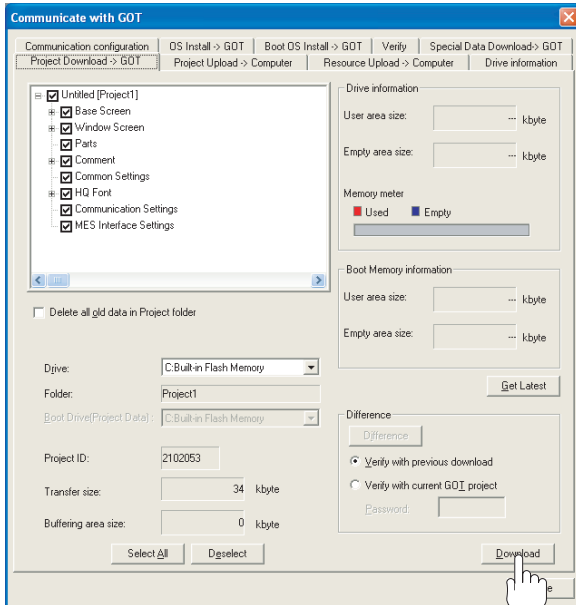 Communicate with GOT
Communication configuration OS Install -> GOT Boot OS Install -> GOT Verify Special Data Download-> GOT
Project Download -> GOT Project Upload -> Computer Resource Upload -> Computer Drive information
Untitled [Project1]
Base Screen
Window Screen
Parts
Comment
Common Settings
HQ Font
Communication Settings
MES Interface Settings
Delete all old data in Project folder
Drive: C:Built-in Flash Memory
Folder: Project1
Boot Drive(Project Data) : C:Built-in Flash Memory
Project ID: 2102053
Transfer size: 34 kbyte
Buffering area size: 0 kbyte
Select All Deselect
Drive information
User area size: --- kbyte
Empty area size: --- kbyte
Memory meter
Used Empty
Boot Memory information
User area size: --- kbyte
Empty area size: --- kbyte
Get Latest
Difference
Difference
Verify with previous download
Verify with current GOT project
Password:
Download